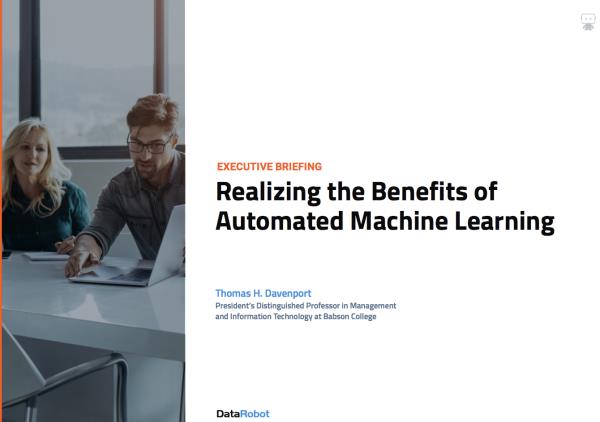 EXECUTIVE BRIEFING
Realizing the Benefits of
Automated Machine Learning
Thomas H. Davenport
President's Distinguished Professor in Management
and Information Technology at Babson College
DataRobot